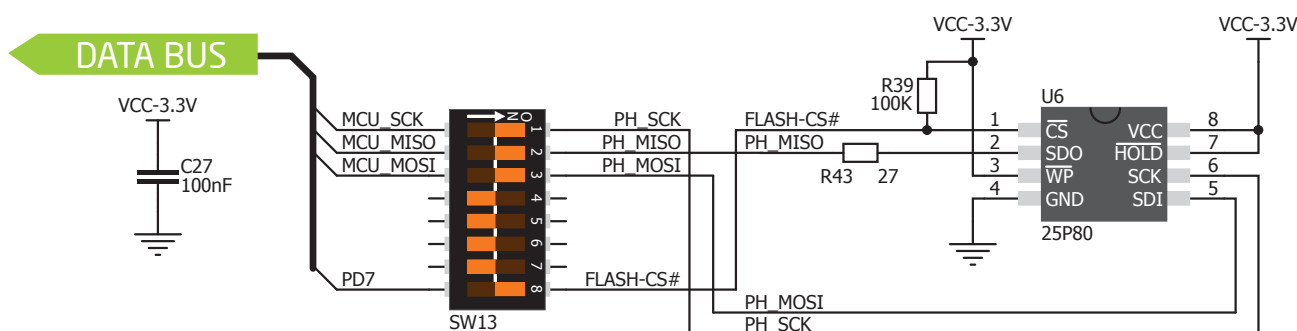 DATA BUS
VCC-3.3V
C27
100nF
MCU_SCK
MCU_MISO
MCU_MOSI
PD7
ON
1
2
3
4
5
6
7
8
SW13
PH_SCK
PH_MISO
PH_MOSI
FLASH-CS#
FLASH-CS#
PH_MISO
R43 27
R39
100K
VCC-3.3V
VCC-3.3V
U6
1 CS VCC 8
2 SDO HOLD 7
3 WP SCK 6
4 GND SDI 5
25P80
PH_MOSI
PH_SCK